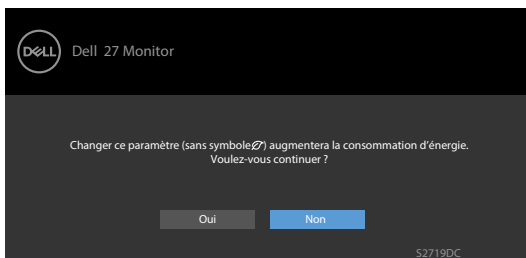 DELL
Dell 27 Monitor
Changer ce paramètre (sans symbole) augmentera la consommation d'énergie.
Voulez-vous continuer ?
Oui Non
S2719DC